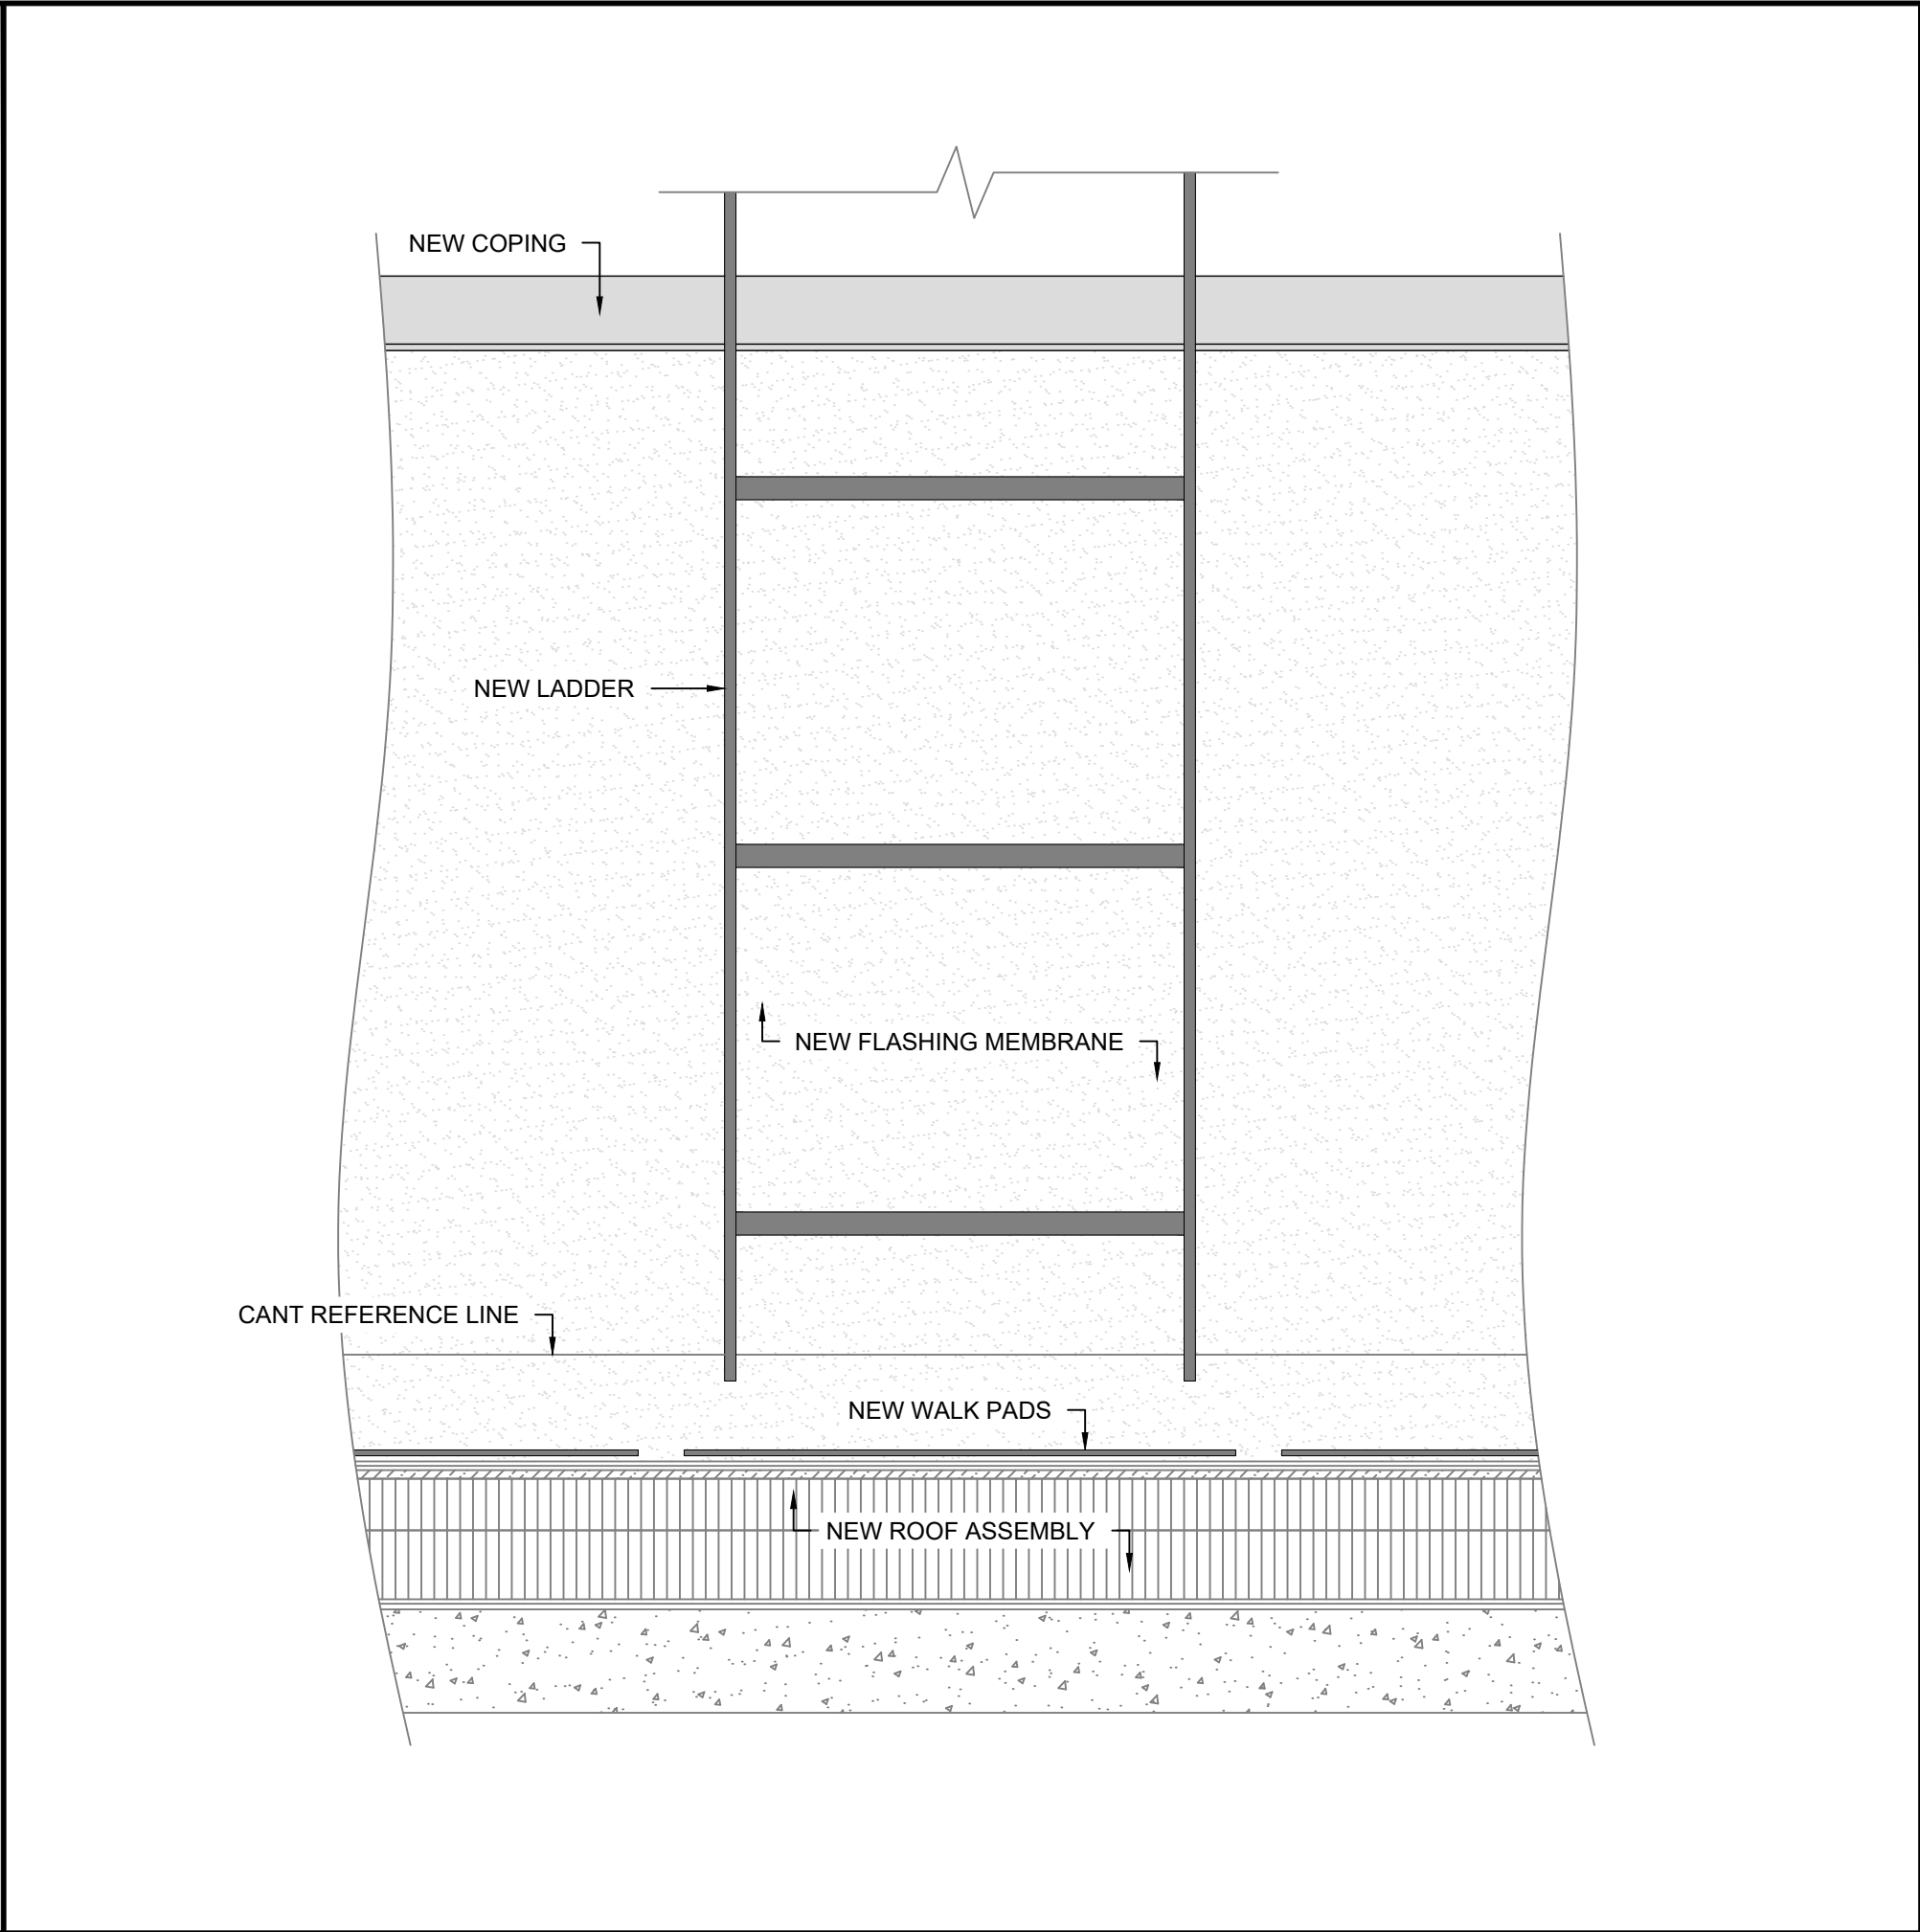 NEW COPING
NEW LADDER
NEW FLASHING MEMBRANE
CANT REFERENCE LINE
NEW WALK PADS
NEW ROOF ASSEMBLY